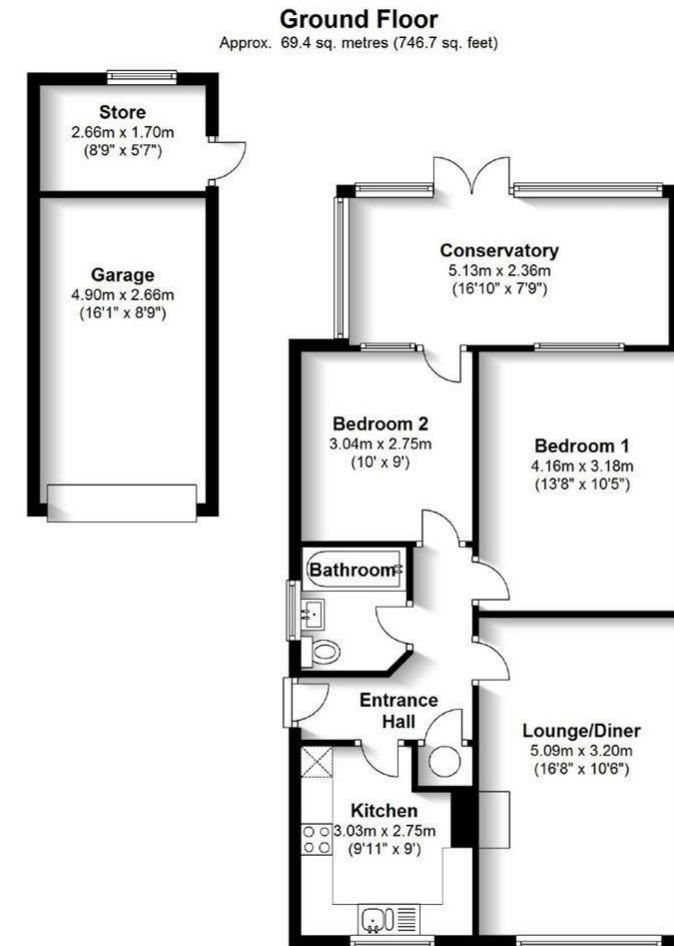 Ground Floor
Approx. 69.4 sq. metres (746.7 sq. feet)
Store
2.66m x 1.70m
(8'9" x 5'7")
Garage
4.90m x 2.66m
(16'1" x 8'9")
Conservatory
5.13m x 2.36m
(16'10" x 7'9")
Bedroom 2
3.04m x 2.75m
(10' x 9')
Bedroom 1
4.16m x 3.18m
(13'8" x 10'5")
Bathroom
Entrance
Hall
Lounge/Diner
5.09m x 3.20m
(16'8" x 10'6")
Kitchen
3.03m x 2.75m
(9'11" x 9')